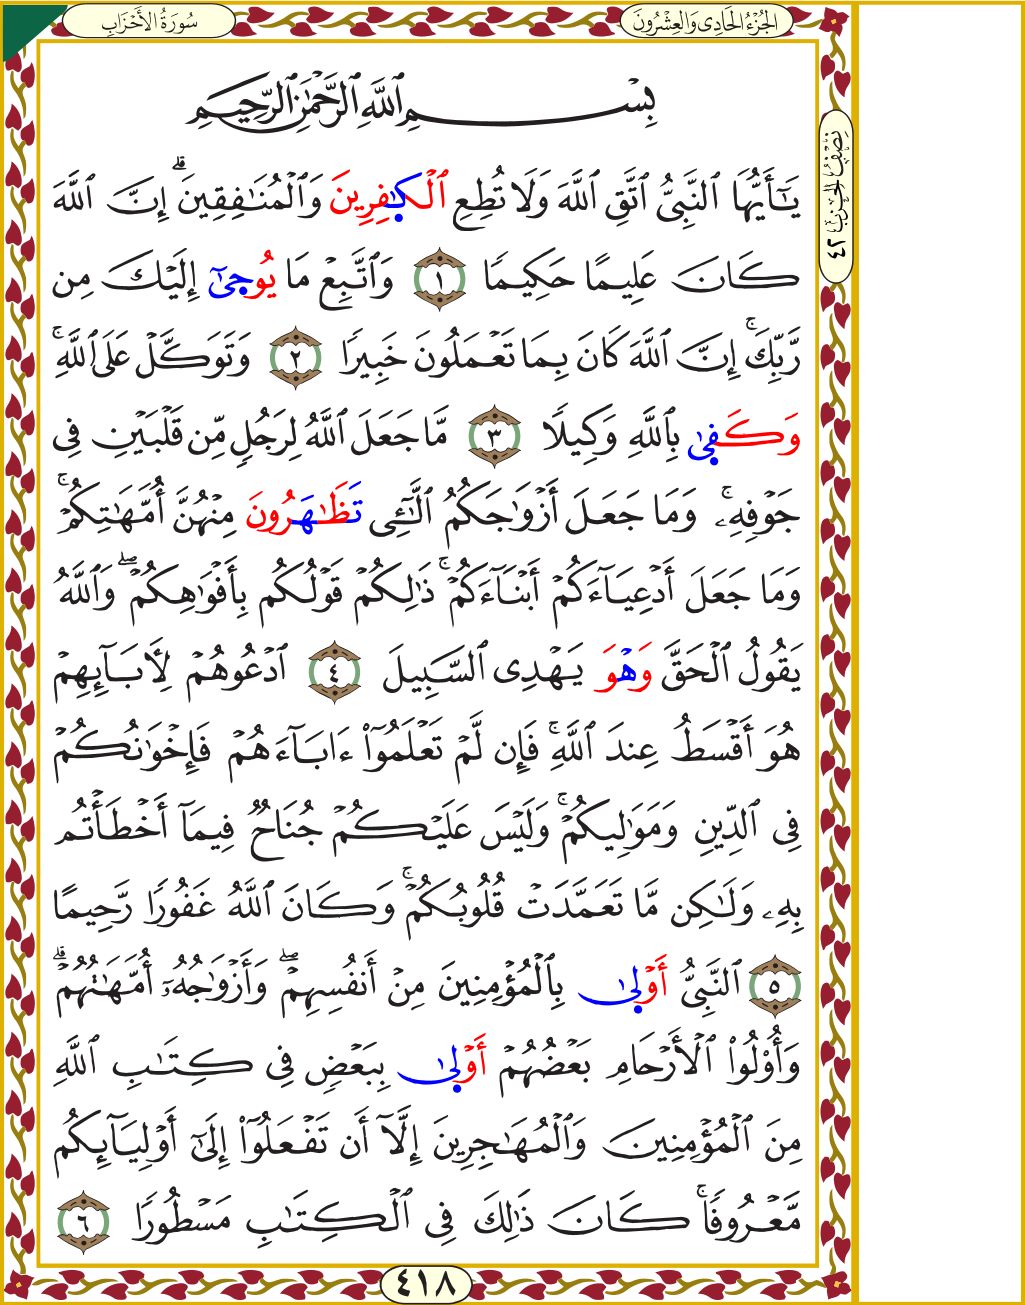 سُورَةُ الأَحْزَابِ
الجُزْءُ الحَادِى وَالعِشْرُونَ
نِصْفُ الحِزْبِ ٤٢
بِسْمِ ٱللَّهِ ٱلرَّحْمَٰنِ ٱلرَّحِيمِ
يَٰٓأَيُّهَا ٱلنَّبِىُّ ٱتَّقِ ٱللَّهَ وَلَا تُطِعِ ٱلْكَٰفِرِينَ وَٱلْمُنَٰفِقِينَۗ إِنَّ ٱللَّهَ
كَانَ عَلِيمًا حَكِيمًا ١ وَٱتَّبِعْ مَا يُوحِىٰٓ إِلَيْكَ مِن
رَّبِّكَۚ إِنَّ ٱللَّهَ كَانَ بِمَا تَعْمَلُونَ خَبِيرًا ٢ وَتَوَكَّلْ عَلَى ٱللَّهِۚ
وَكَفِىٰ بِٱللَّهِ وَكِيلًا ٣ مَّا جَعَلَ ٱللَّهُ لِرَجُلٍ مِّن قَلْبَيْنِ فِى
جَوْفِهِۦۚ وَمَا جَعَلَ أَزْوَٰجَكُمُ ٱلَّٰٓـِٔى تَظَٰهَرُونَ مِنْهُنَّ أُمَّهَٰتِكُمْۚ
وَمَا جَعَلَ أَدْعِيَآءَكُمْ أَبْنَآءَكُمْۚ ذَٰلِكُمْ قَوْلُكُم بِأَفْوَٰهِكُمْۖ وَٱللَّهُ
يَقُولُ ٱلْحَقَّ وَهْوَ يَهْدِى ٱلسَّبِيلَ ٤ ٱدْعُوهُمْ لِأٓبَآئِهِمْ
هُوَ أَقْسَطُ عِندَ ٱللَّهِۚ فَإِن لَّمْ تَعْلَمُوٓا۟ ءَابَآءَهُمْ فَإِخْوَٰنُكُمْ
فِى ٱلدِّينِ وَمَوَٰلِيكُمْۚ وَلَيْسَ عَلَيْكُمْ جُنَاحٌ فِيمَآ أَخْطَأْتُم
بِهِۦ وَلَٰكِن مَّا تَعَمَّدَتْ قُلُوبُكُمْۚ وَكَانَ ٱللَّهُ غَفُورًا رَّحِيمًا
٥ ٱلنَّبِىُّ أَوْلِىٰ بِٱلْمُؤْمِنِينَ مِنْ أَنفُسِهِمْۖ وَأَزْوَٰجُهُۥٓ أُمَّهَٰتُهُمْۗ
وَأُو۟لُوا۟ ٱلْأَرْحَامِ بَعْضُهُمْ أَوْلِىٰ بِبَعْضٍ فِى كِتَٰبِ ٱللَّهِ
مِنَ ٱلْمُؤْمِنِينَ وَٱلْمُهَٰجِرِينَ إِلَّآ أَن تَفْعَلُوٓا۟ إِلَىٰٓ أَوْلِيَآئِكُم
مَّعْرُوفًاۚ كَانَ ذَٰلِكَ فِى ٱلْكِتَٰبِ مَسْطُورًا ٦
٤١٨